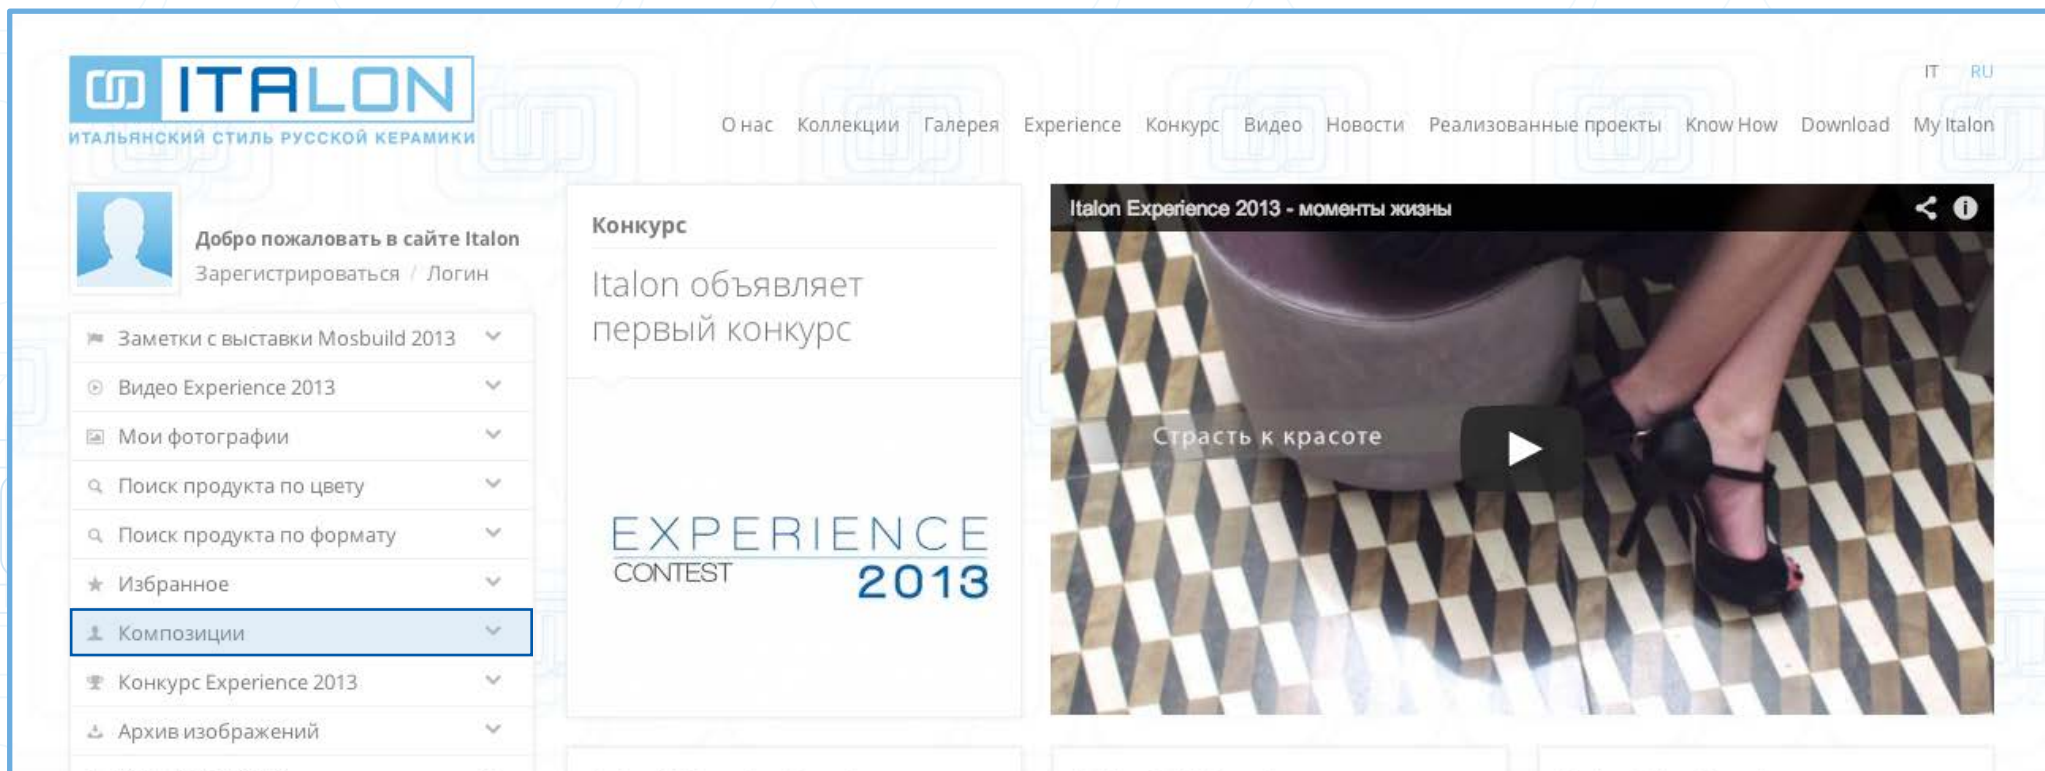 ITALON
ИТАЛЬЯНСКИЙ СТИЛЬ РУССКОЙ КЕРАМИКИ
IT RU
О нас Коллекции Галерея Experience Конкурс Видео Новости Реализованные проекты Know How Download My Italon
Добро пожаловать в сайте Italon
Зарегистрироваться / Логин
Заметки с выставки Mosbuild 2013
Видео Experience 2013
Мои фотографии
Поиск продукта по цвету
Поиск продукта по формату
Избранное
Композиции
Конкурс Experience 2013
Архив изображений
Конкурс
Italon объявляет
первый конкурс
EXPERIENCE
CONTEST 2013
Italon Experience 2013 - моменты жизны
Страсть к красоте